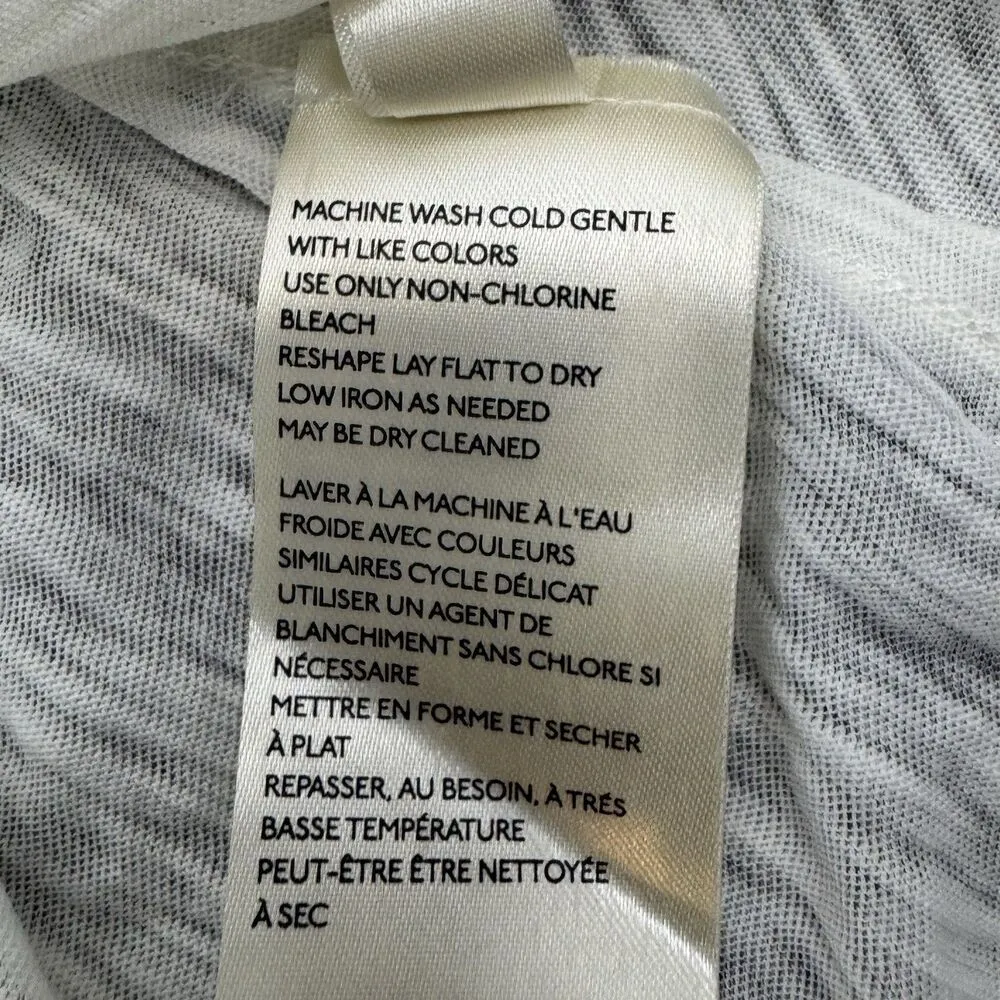 MACHINE WASH COLD GENTLE
WITH LIKE COLORS
USE ONLY NON-CHLORINE
BLEACH
RESHAPE LAY FLAT TO DRY
LOW IRON AS NEEDED
MAY BE DRY CLEANED
LAVER À LA MACHINE À L'EAU
FROIDE AVEC COULEURS
SIMILAIRES CYCLE DÉLICAT
UTILISER UN AGENT DE
BLANCHIMENT SANS CHLORE SI
NÉCESSAIRE
METTRE EN FORME ET SECHER
À PLAT
REPASSER, AU BESOIN, À TRÉS
BASSE TEMPÉRATURE
PEUT-ÊTRE ÊTRE NETTOYÉE
À SEC